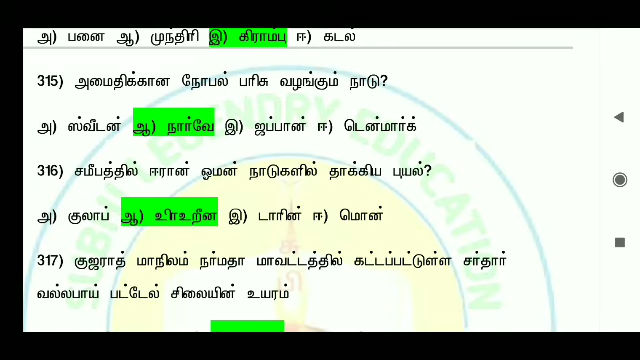 அ) பனை ஆ) முந்திரி இ) கிராம்பு ஈ) கடல்
315) அமைதிக்கான நோபல் பரிசு வழங்கும் நாடு?
அ) ஸ்வீடன் ஆ) நார்வே இ) ஜப்பான் ஈ) டென்மார்க்
316) சமீபத்தில் ஈரான் ஓமன் நாடுகளில் தாக்கிய புயல்?
அ) குலாப் ஆ) இ) டாரின் ஈ) மொன்
317) குஜராத் மாநிலம் நர்மதா மாவட்டத்தில் கட்டப்பட்டுள்ள சர்தார்
வல்லபாய் பட்டேல் சிலையின் உயரம்